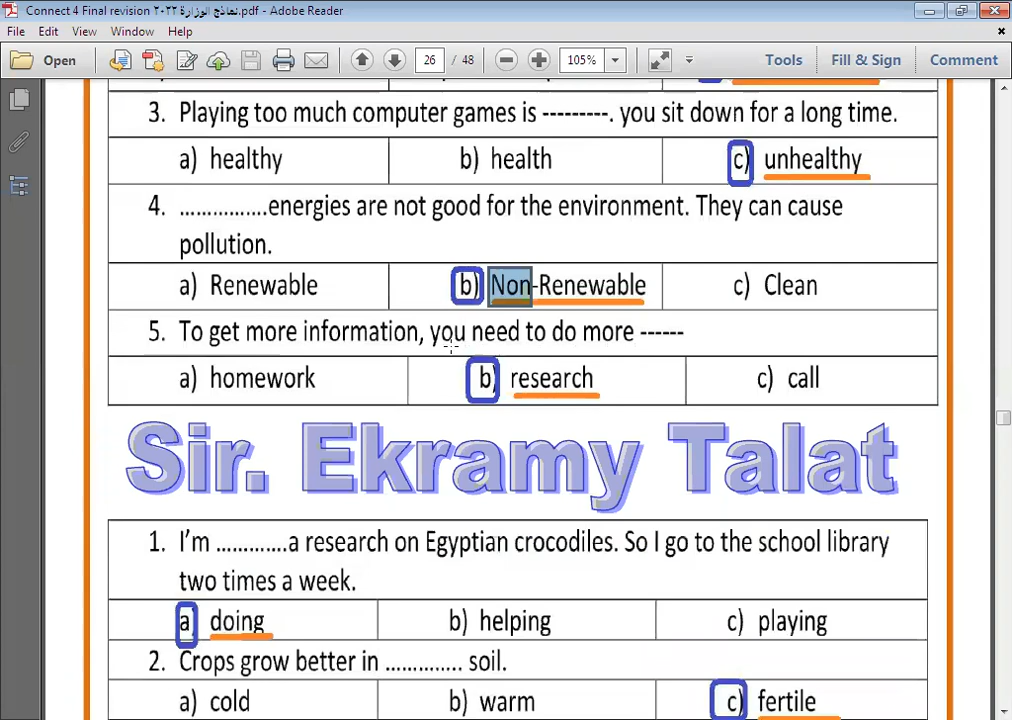 Connect 4 Final revision نماذج الوزارة ٢٠٢٢.pdf - Adobe Reader
File Edit View Window Help
Open 26 / 48 105% Tools Fill & Sign Comment
3. Playing too much computer games is ---------. you sit down for a long time.
a) healthy b) health c) unhealthy
4. ……………..energies are not good for the environment. They can cause
pollution.
a) Renewable b) Non-Renewable c) Clean
5. To get more information, you need to do more ------
a) homework b) research c) call
Sir. Ekramy Talat
1. I’m ………….a research on Egyptian crocodiles. So I go to the school library
two times a week.
a) doing b) helping c) playing
2. Crops grow better in ………….. soil.
a) cold b) warm c) fertile